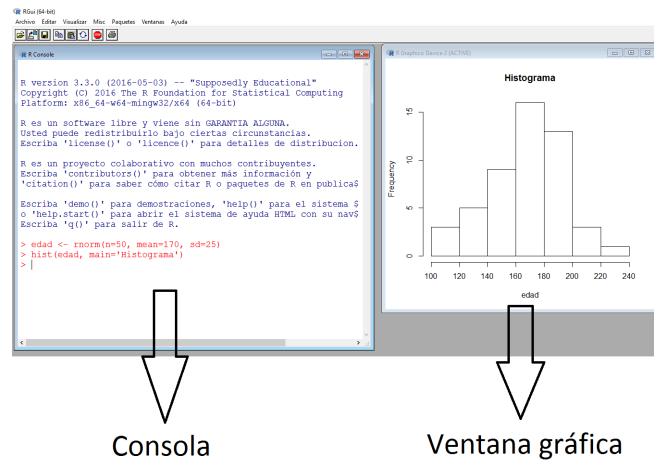 RGui (64-bit)
Archivo Editar Visualizar Misc Paquetes Ventanas Ayuda
R Console
R version 3.3.0 (2016-05-03) -- "Supposedly Educational"
Copyright (C) 2016 The R Foundation for Statistical Computing
Platform: x86_64-w64-mingw32/x64 (64-bit)
R es un software libre y viene sin GARANTIA ALGUNA.
Usted puede redistribuirlo bajo ciertas circunstancias.
Escriba 'license()' o 'licence()' para detalles de distribucion.
R es un proyecto colaborativo con muchos contribuyentes.
Escriba 'contributors()' para obtener más información y
'citation()' para saber cómo citar R o paquetes de R en publica$
Escriba 'demo()' para demostraciones, 'help()' para el sistema $
o 'help.start()' para abrir el sistema de ayuda HTML con su nav$
Escriba 'q()' para salir de R.
> edad <- rnorm(n=50, mean=170, sd=25)
> hist(edad, main='Histograma')
>
R Graphics: Device 2 (ACTIVE)
Histograma
Frequency
15
10
5
0
100 120 140 160 180 200 220 240
edad
Consola
Ventana gráfica